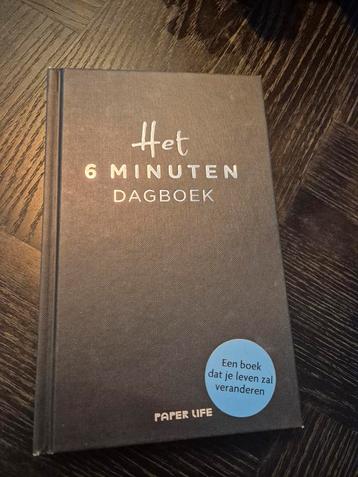 Het
6 MINUTEN
DAGBOEK
Een boek
dat je leven zal
veranderen
PAPER LIFE